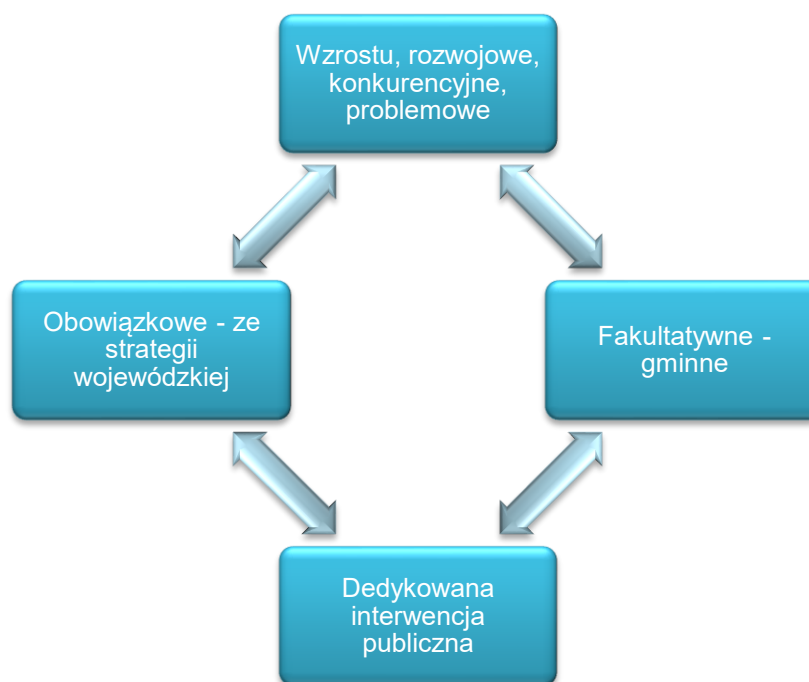 Wzrostu, rozwojowe,
konkurencyjne,
problemowe
Obowiązkowe - ze
strategii
wojewódzkiej
Fakultatywne -
gminne
Dedykowana
interwencja
publiczna